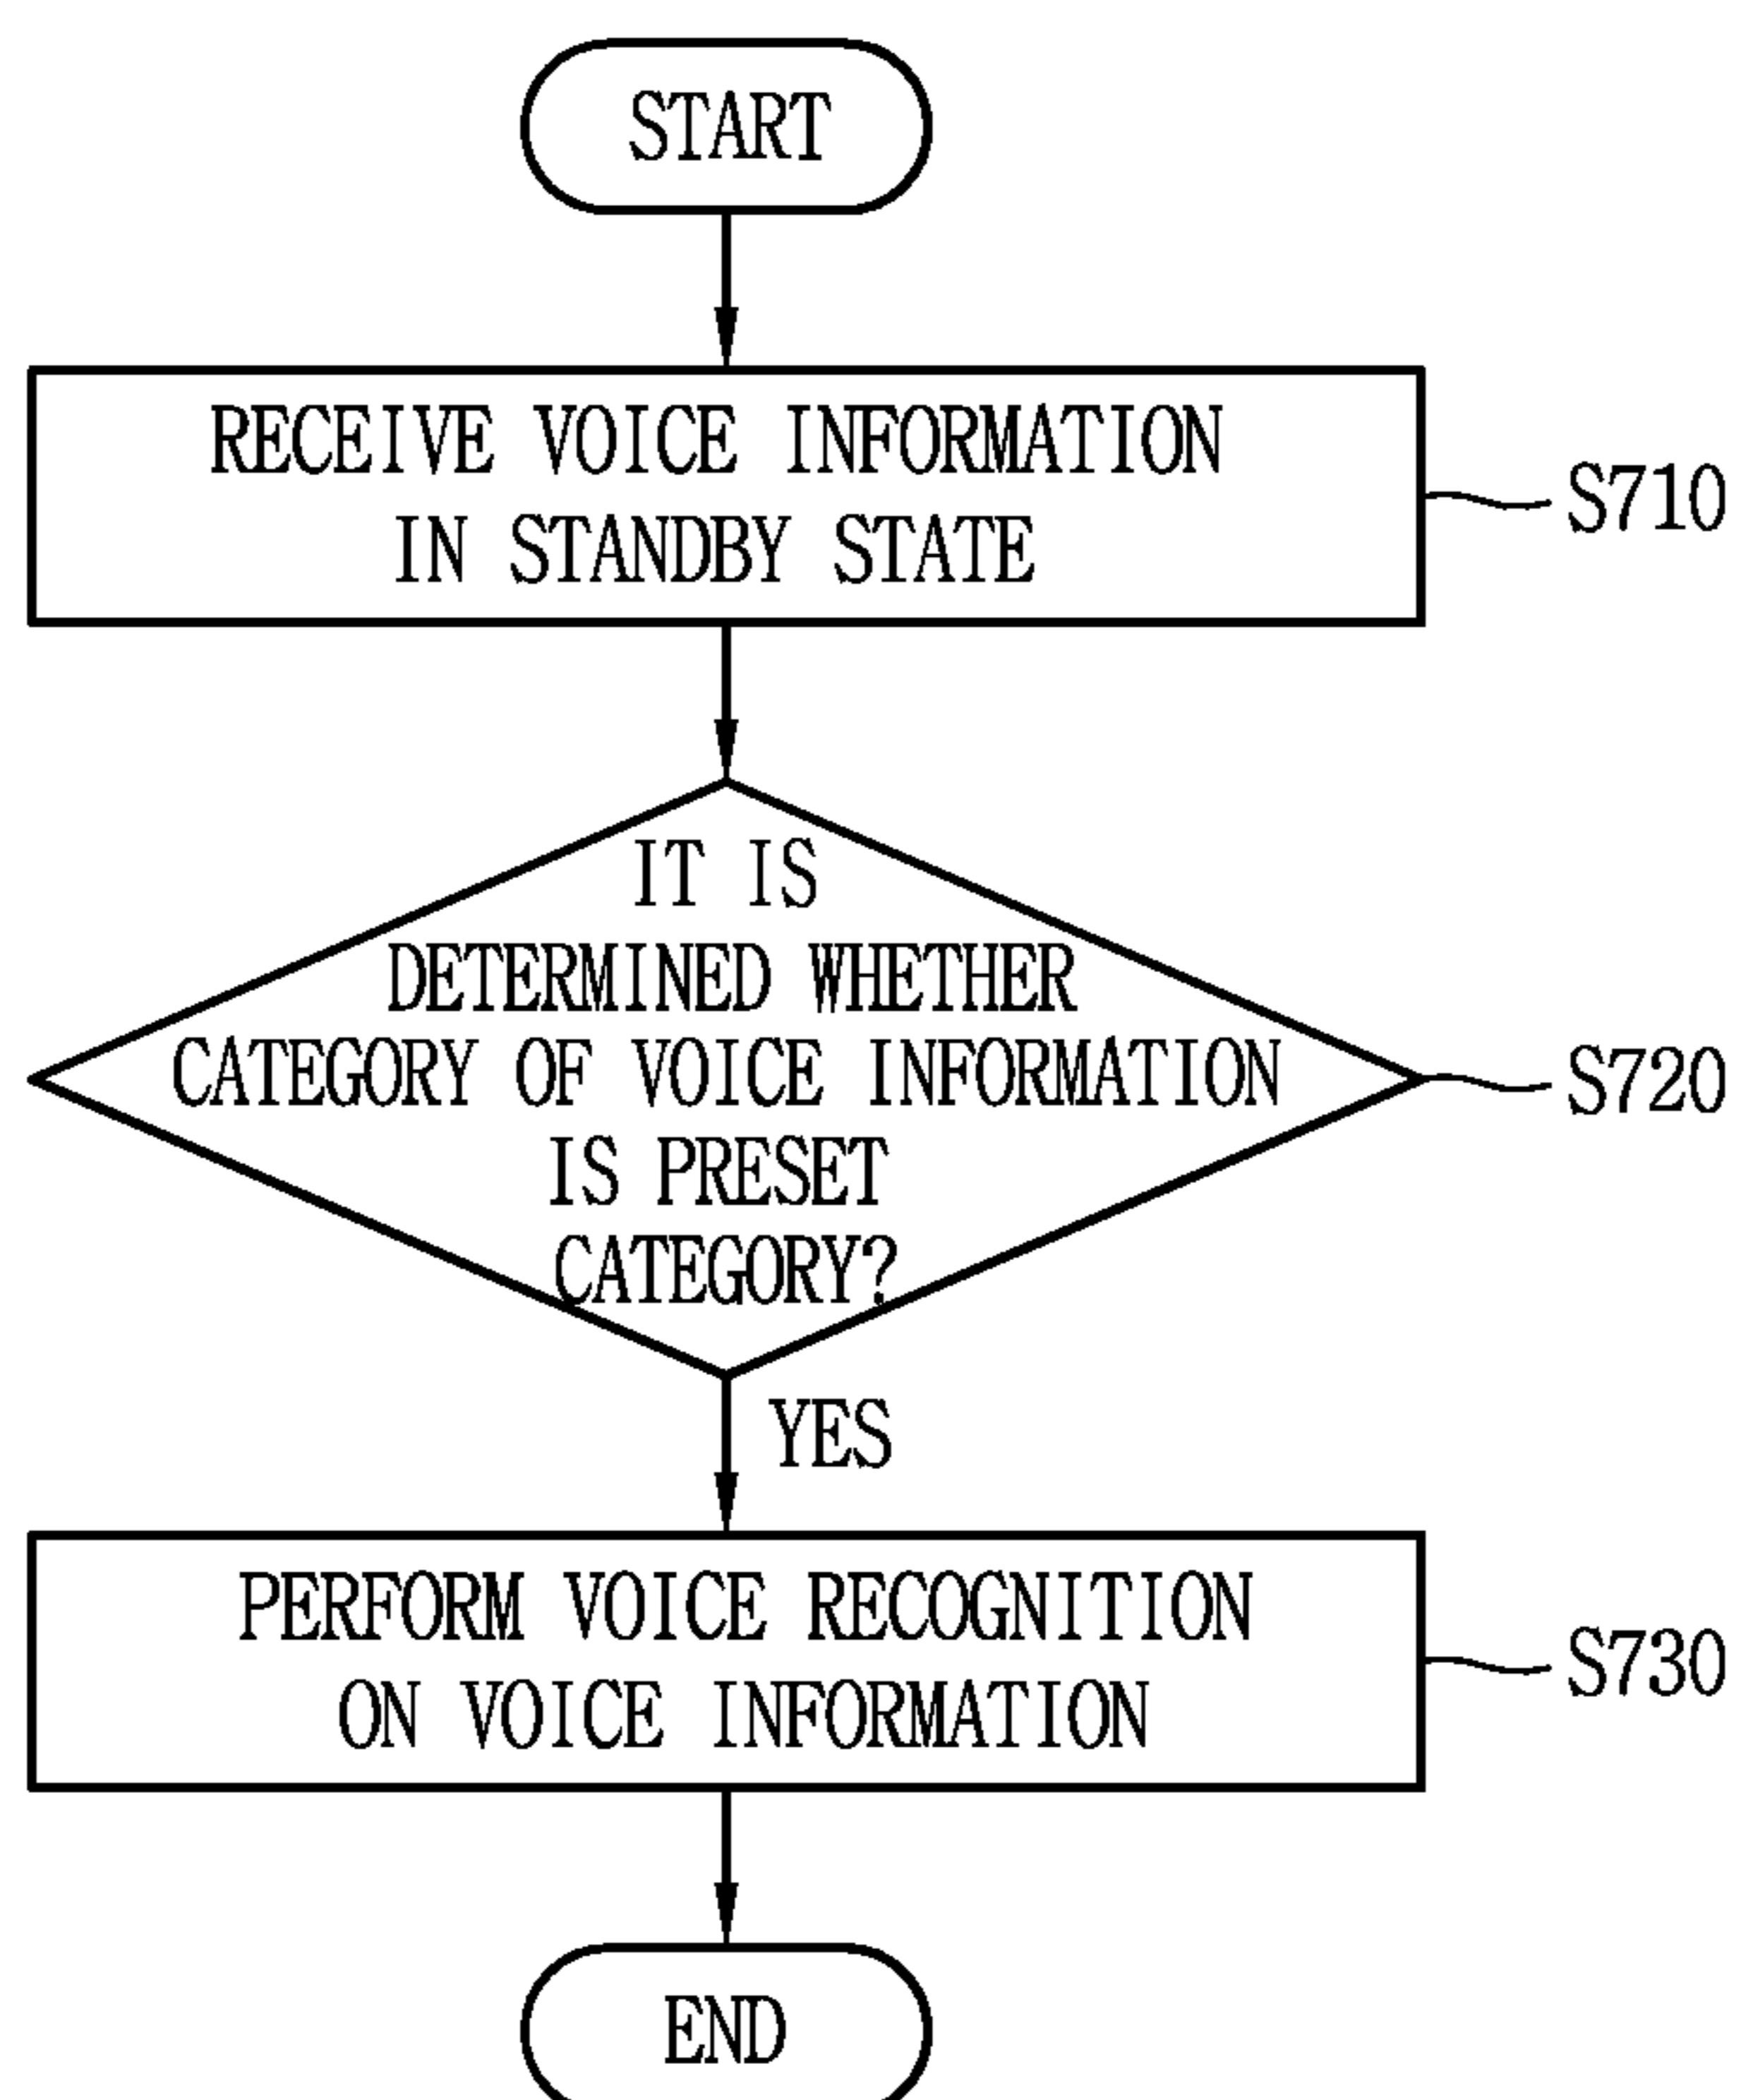 START
RECEIVE VOICE INFORMATION
IN STANDBY STATE
S710
IT IS
DETERMINED WHETHER
CATEGORY OF VOICE INFORMATION
IS PRESET
CATEGORY?
S720
YES
PERFORM VOICE RECOGNITION
ON VOICE INFORMATION
S730
END